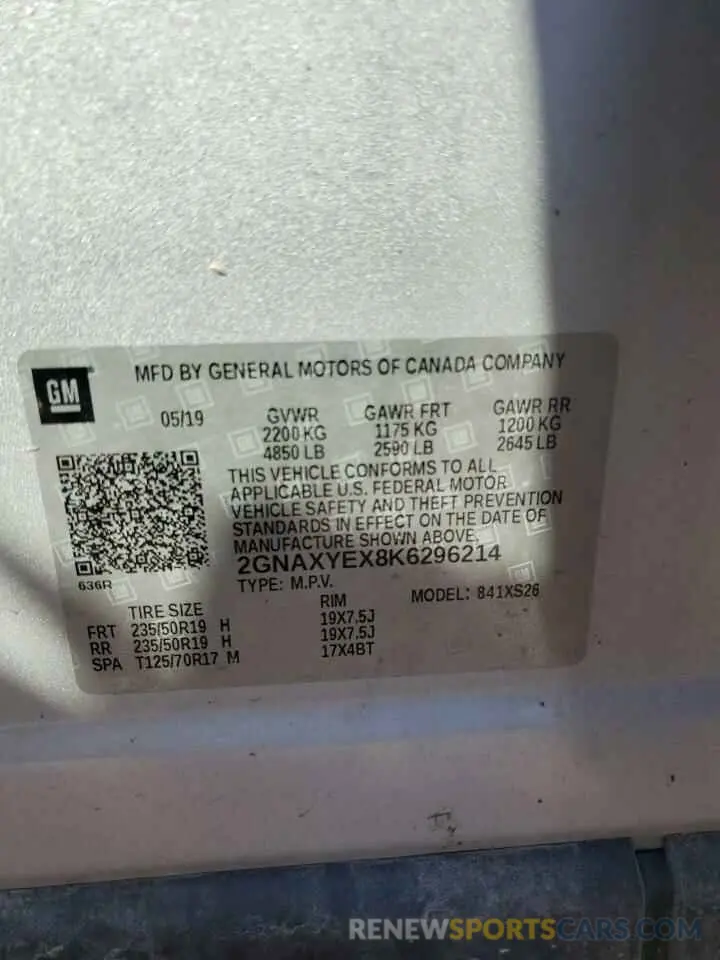 MFD BY GENERAL MOTORS OF CANADA COMPANY
GM
05/19 GVWR GAWR FRT GAWR RR
2200 KG 1175 KG 1200 KG
4850 LB 2590 LB 2645 LB
THIS VEHICLE CONFORMS TO ALL
APPLICABLE U.S. FEDERAL MOTOR
VEHICLE SAFETY AND THEFT PREVENTION
STANDARDS IN EFFECT ON THE DATE OF
MANUFACTURE SHOWN ABOVE.
2GNAXYEX8K6296214
636R
TYPE: M.P.V. MODEL: 841XS26
TIRE SIZE RIM
FRT 235/50R19 H 19X7.5J
RR 235/50R19 H 19X7.5J
SPA T125/70R17 M 17X4BT
RENEWSPORTSCARS.COM